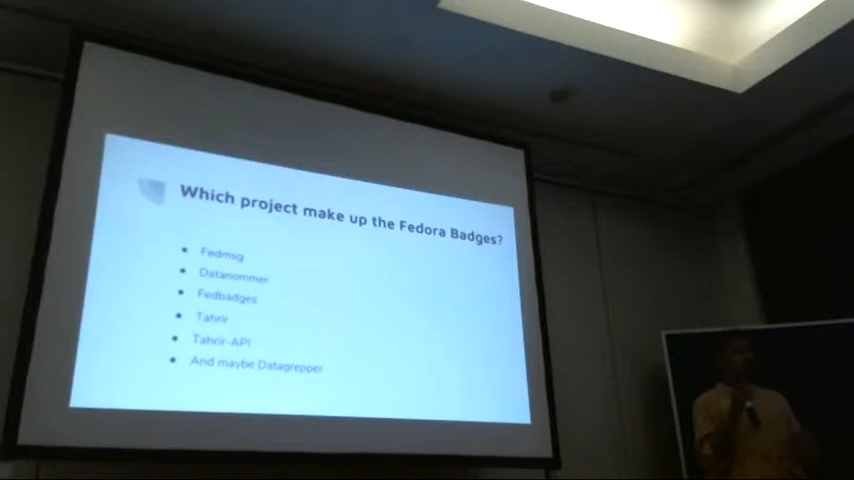 Which project make up the Fedora Badges?
• Fedmsg
• Datanommer
• Fedbadges
• Tahrir
• Tahrir-API
• And maybe Datagrepper